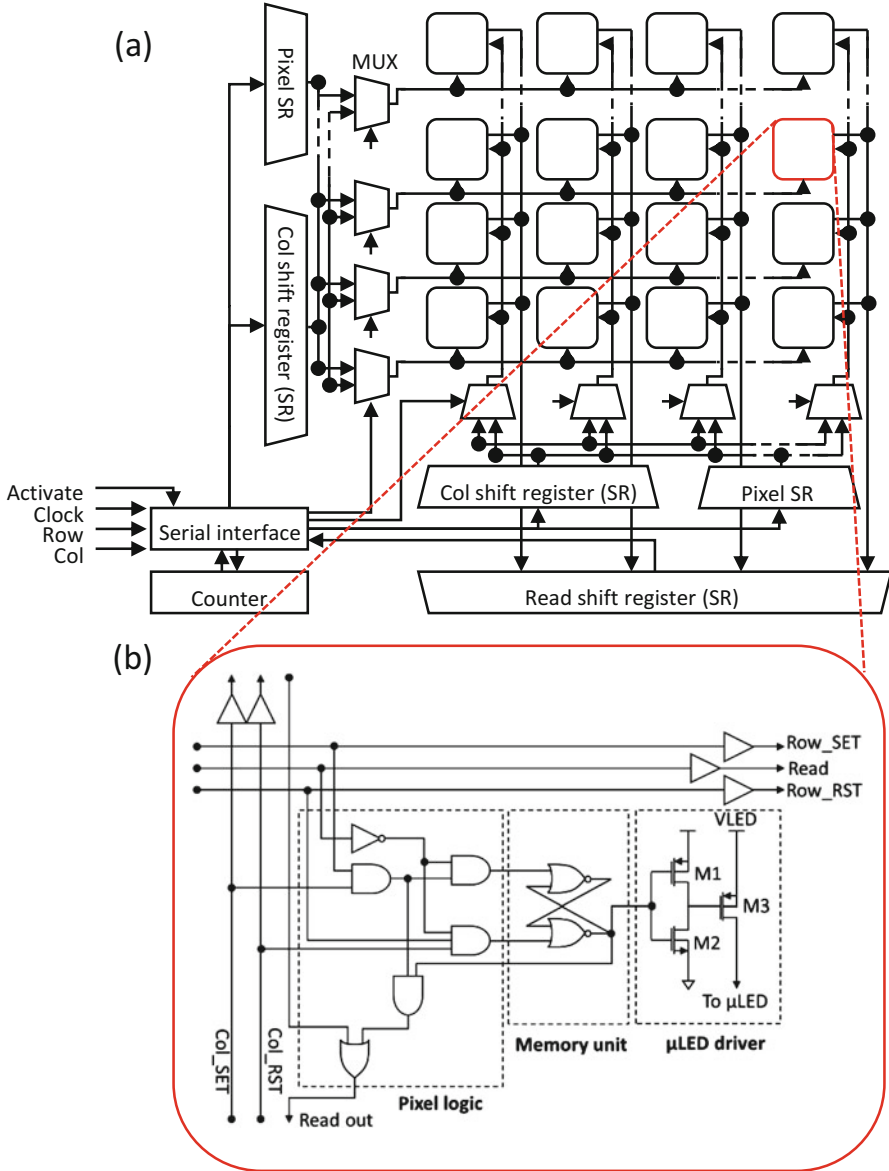 (a)
Pixel SR
MUX
Col shift register (SR)
Activate
Clock
Row
Col
Serial interface
Counter
Col shift register (SR)
Pixel SR
Read shift register (SR)
(b)
Row_SET
Read
Row_RST
VLED
M1
M3
M2
To μLED
Col_SET
Col_RST
Memory unit
μLED driver
Pixel logic
Read out